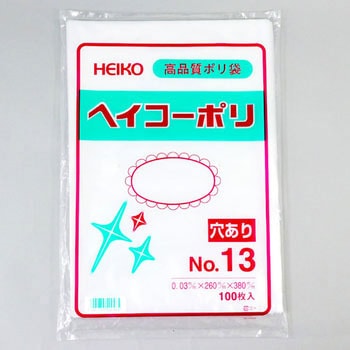 HEIKO 高品質ポリ袋
ヘイコーポリ
穴あり
No.13
0.03㎜×260㎜×380㎜
100枚入